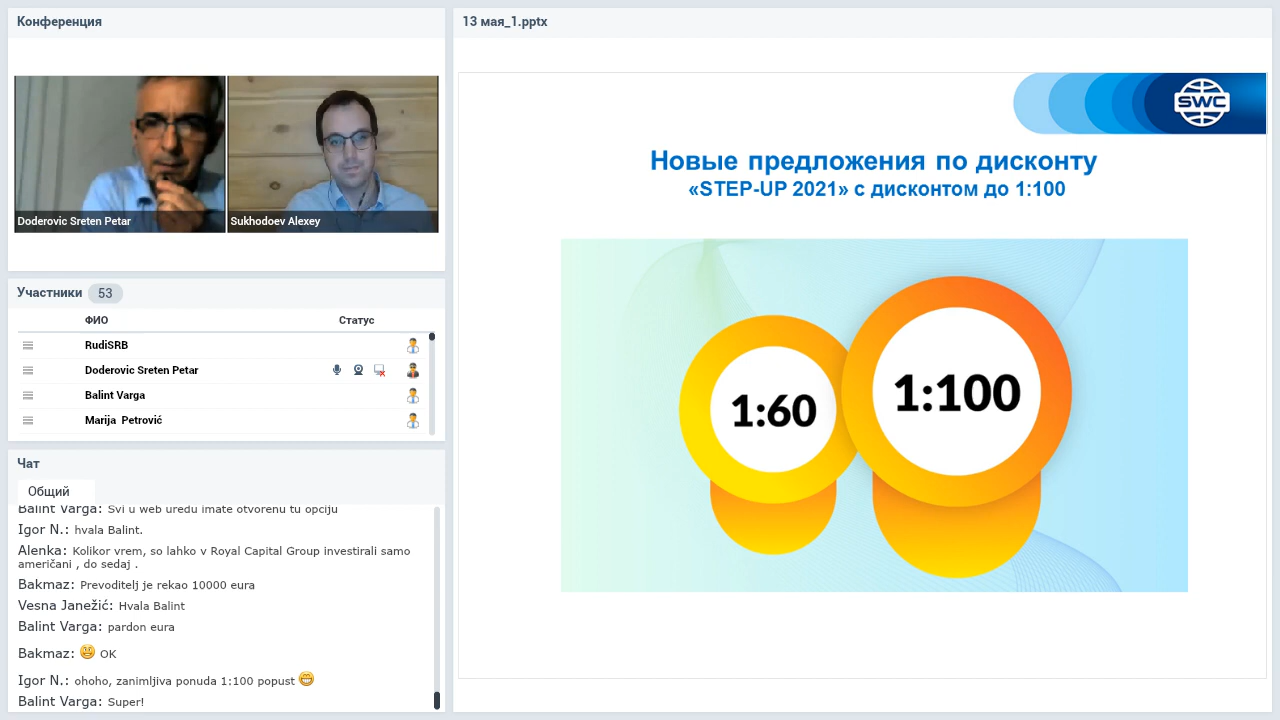 Конференция
Doderovic Sreten Petar
Sukhodoev Alexey
Участники 53
ФИО Статус
RudiSRB
Doderovic Sreten Petar
Balint Varga
Marija Petrović
Чат
Общий
Balint Varga: Svi u web uredu imate otvorenu tu opciju
Igor N.: hvala Balint.
Alenka: Kolikor vrem, so lahko v Royal Capital Group investirali samo
američani , do sedaj .
Bakmaz: Prevoditelj je rekao 10000 eura
Vesna Janežić: Hvala Balint
Balint Varga: pardon eura
Bakmaz: OK
Igor N.: ohoho, zanimljiva ponuda 1:100 popust
Balint Varga: Super!
13 мая_1.pptx
SWC
Новые предложения по дисконту
«STEP-UP 2021» с дисконтом до 1:100
1:60
1:100